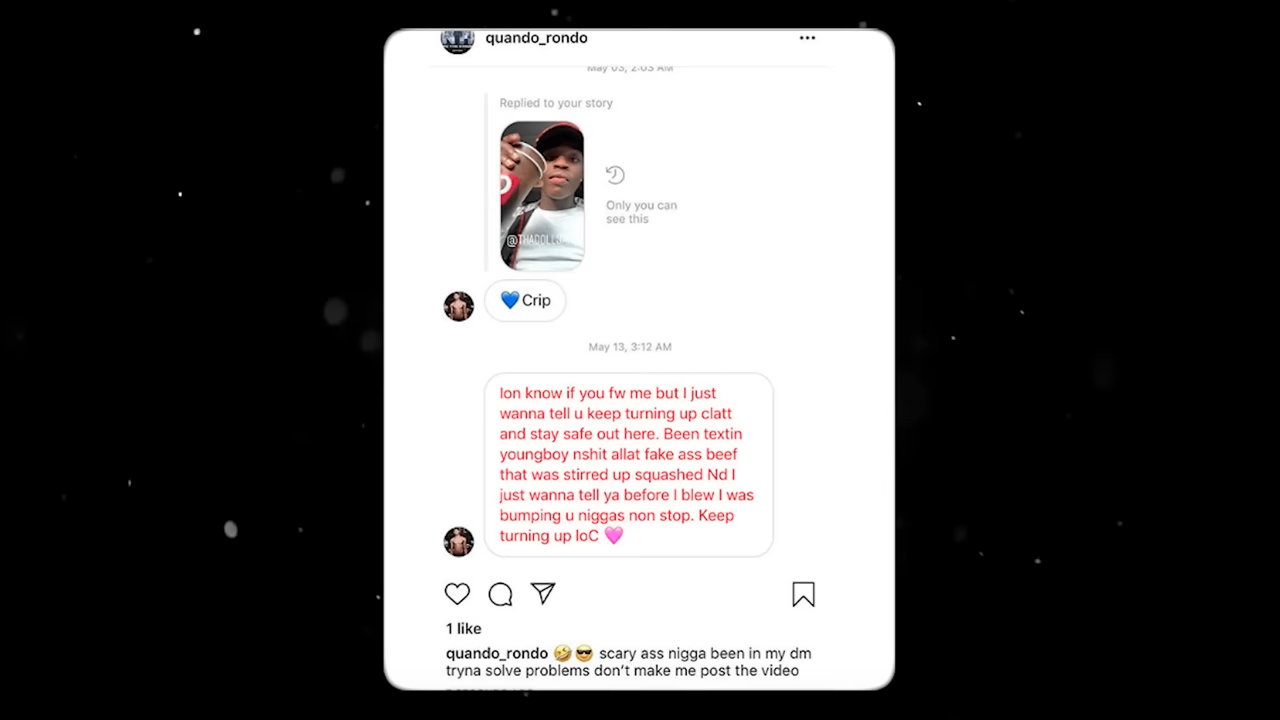 quando_rondo
May 03, 2:03 AM
Replied to your story
Only you can
see this
💙Crip
May 13, 3:12 AM
Ion know if you fw me but I just
wanna tell u keep turning up clatt
and stay safe out here. Been textin
youngboy nshit allat fake ass beef
that was stirred up squashed Nd I
just wanna tell ya before I blew I was
bumping u niggas non stop. Keep
turning up loC 🩷
1 like
quando_rondo 🤣😎 scary ass nigga been in my dm
tryna solve problems don't make me post the video